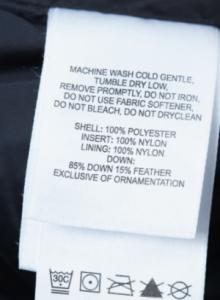 MACHINE WASH COLD GENTLE,
TUMBLE DRY LOW,
REMOVE PROMPTLY, DO NOT IRON,
DO NOT USE FABRIC SOFTENER,
DO NOT BLEACH, DO NOT DRYCLEAN
SHELL: 100% POLYESTER
INSERT: 100% NYLON
LINING: 100% NYLON
DOWN:
85% DOWN 15% FEATHER
EXCLUSIVE OF ORNAMENTATION
30C